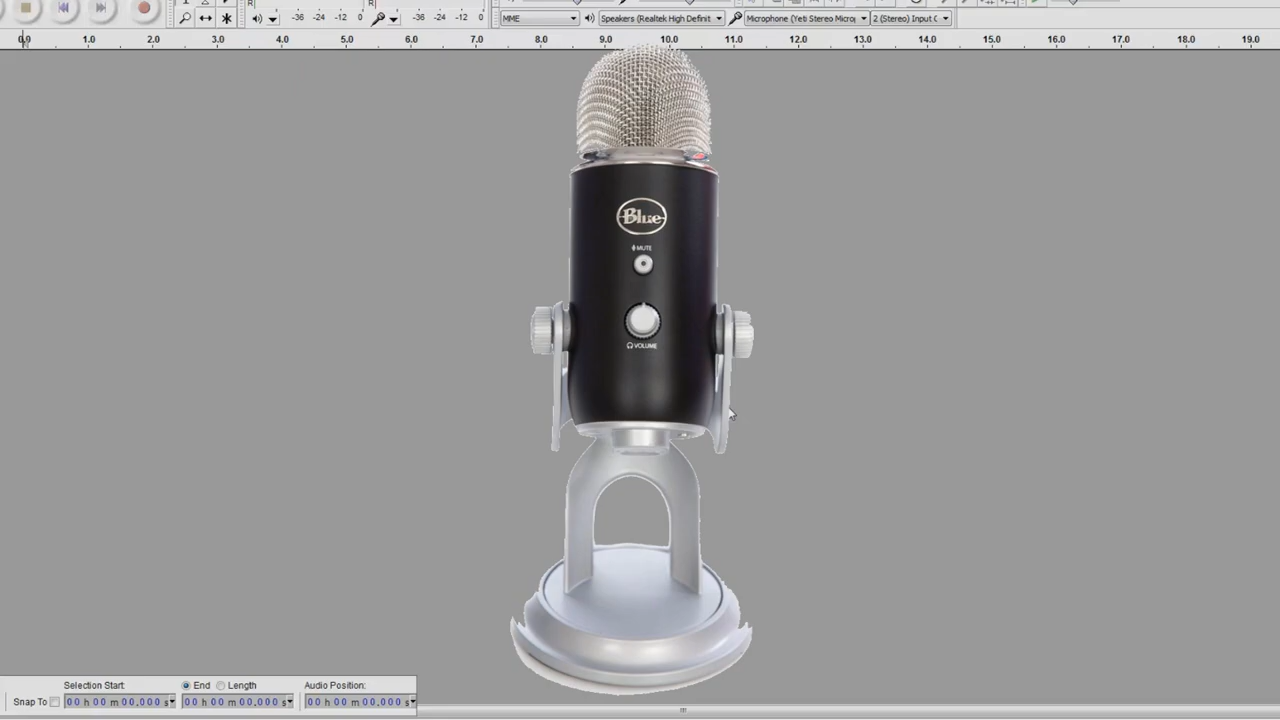 R
-36 -24 -12 0
R
-36 -24 -12 0
MME
Speakers (Realtek High Definit
Microphone (Yeti Stereo Microp
2 (Stereo) Input C
0.0 1.0 2.0 3.0 4.0 5.0 6.0 7.0 8.0 9.0 10.0 11.0 12.0 13.0 14.0 15.0 16.0 17.0 18.0 19.0
Blue
MUTE
VOLUME
Selection Start: End Length Audio Position:
Snap To 00 h 00 m 00.000 s 00 h 00 m 00.000 s 00 h 00 m 00.000 s